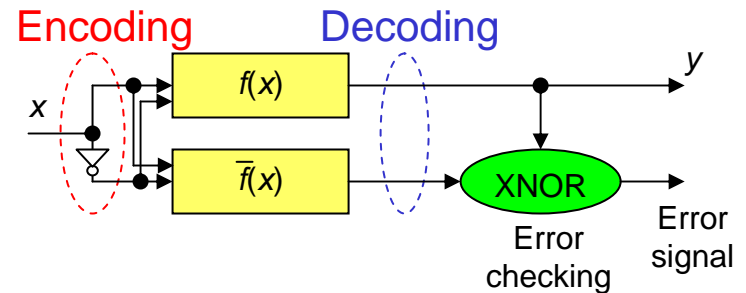 Encoding
Decoding
x
f(x)
y
f̅(x)
XNOR
Error
checking
Error
signal